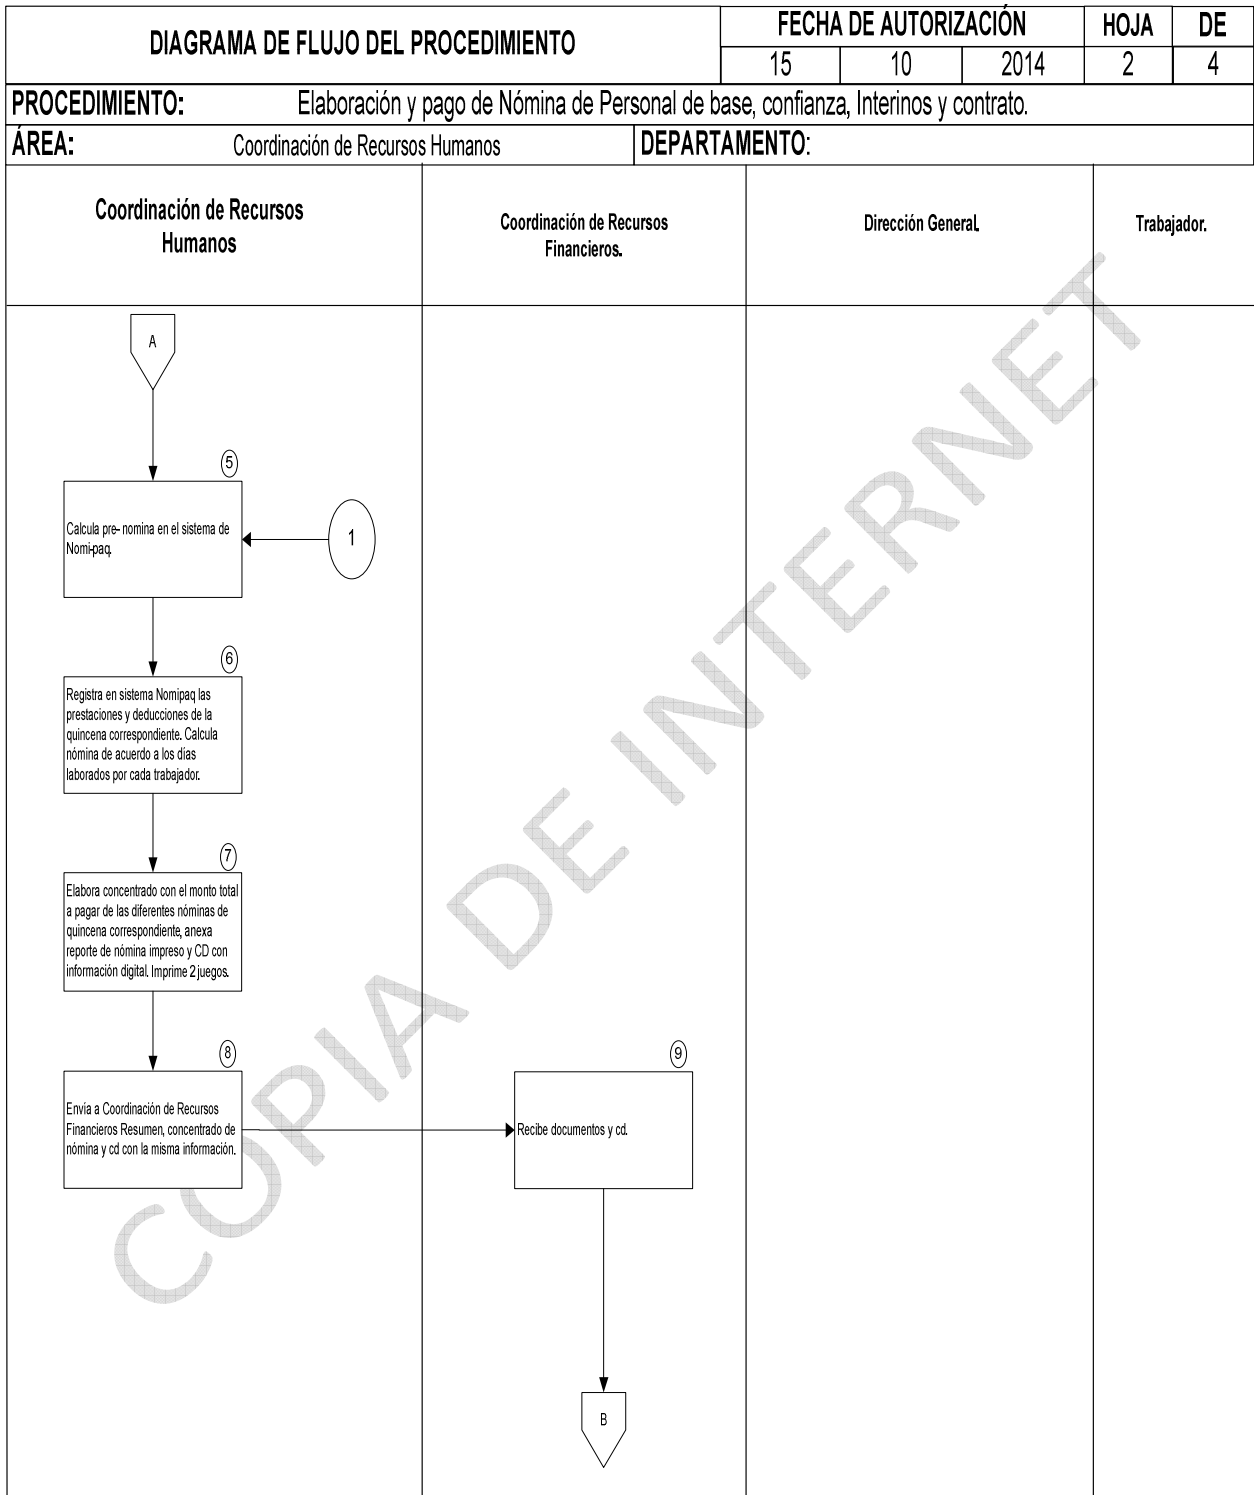 DIAGRAMA DE FLUJO DEL PROCEDIMIENTO
FECHA DE AUTORIZACIÓN
HOJA
DE
15
10
2014
2
4
PROCEDIMIENTO:
Elaboración y pago de Nómina de Personal de base, confianza, Interinos y contrato.
ÁREA:
Coordinación de Recursos Humanos
DEPARTAMENTO:
Coordinación de Recursos
Humanos
Coordinación de Recursos
Financieros.
Dirección General.
Trabajador.
A
5
Calcula pre- nomina en el sistema de
Nomi-paq.
1
6
Registra en sistema Nomipaq las
prestaciones y deducciones de la
quincena correspondiente. Calcula
nómina de acuerdo a los días
laborados por cada trabajador.
7
Elabora concentrado con el monto total
a pagar de las diferentes nóminas de
quincena correspondiente, anexa
reporte de nómina impreso y CD con
información digital. Imprime 2 juegos.
8
Envía a Coordinación de Recursos
Financieros Resumen, concentrado de
nómina y cd con la misma información.
9
Recibe documentos y cd.
B
COPIA DE INTERNET